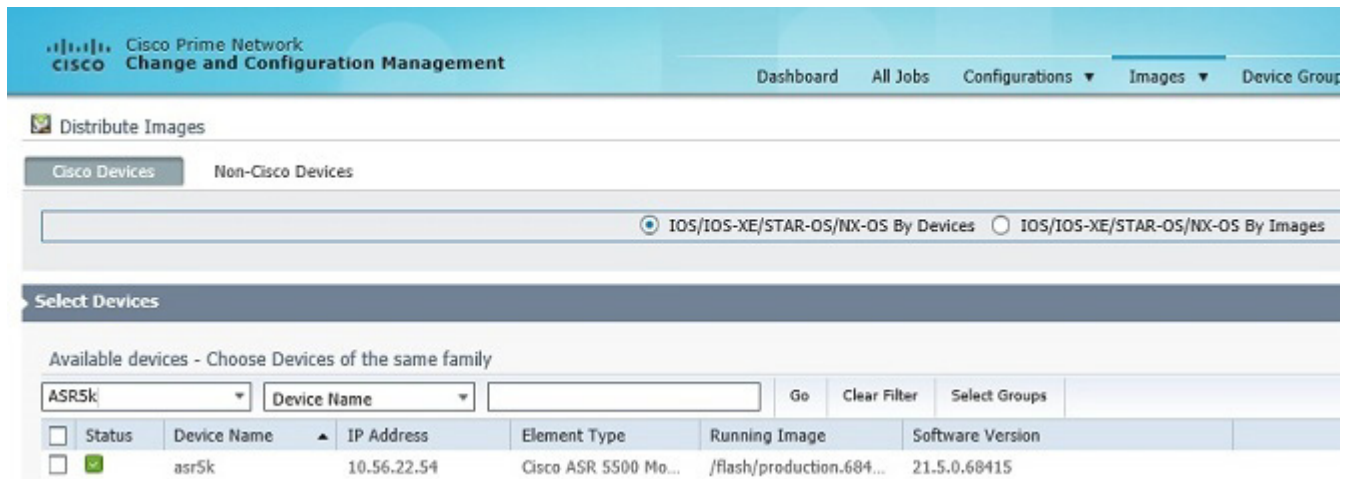 Cisco Prime Network
CISCO Change and Configuration Management
Dashboard All Jobs Configurations ▼ Images ▼ Device Group
Distribute Images
Cisco Devices Non-Cisco Devices
IOS/IOS-XE/STAR-OS/NX-OS By Devices IOS/IOS-XE/STAR-OS/NX-OS By Images
Select Devices
Available devices - Choose Devices of the same family
ASR5k Device Name Go Clear Filter Select Groups
Status Device Name IP Address Element Type Running Image Software Version
asr5k 10.56.22.54 Cisco ASR 5500 Mo... /flash/production.684... 21.5.0.68415